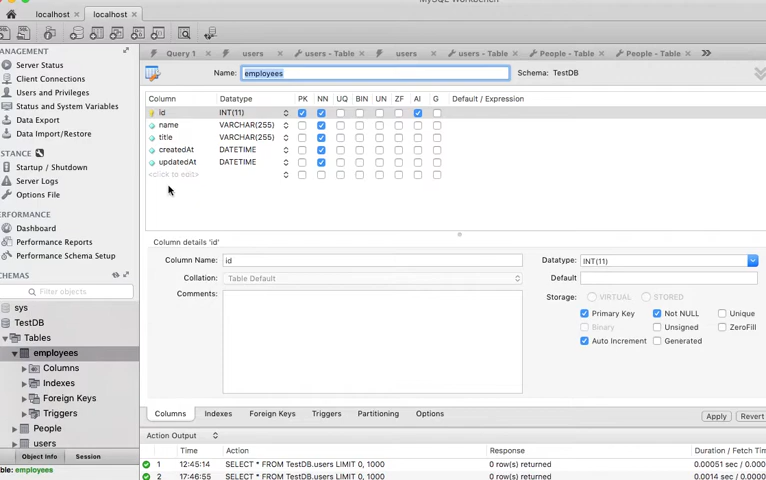 MySQL Workbench
localhost × localhost ×
MANAGEMENT
Server Status
Client Connections
Users and Privileges
Status and System Variables
Data Export
Data Import/Restore
STANCE
Startup / Shutdown
Server Logs
Options File
PERFORMANCE
Dashboard
Performance Reports
Performance Schema Setup
SCHEMAS
Filter objects
sys
TestDB
Tables
employees
Columns
Indexes
Foreign Keys
Triggers
People
users
Object Info Session
ble: employees
Query 1 × users × users - Table × users × users - Table × People - Table × People - Table ×
Name: employees Schema: TestDB
Column Datatype PK NN UQ BIN UN ZF AI G Default / Expression
id INT(11)
name VARCHAR(255)
title VARCHAR(255)
createdAt DATETIME
updatedAt DATETIME
<click to edit>
Column details 'id'
Column Name: id Datatype: INT(11)
Collation: Table Default Default
Comments: Storage: VIRTUAL STORED
Primary Key Not NULL Unique
Binary Unsigned ZeroFill
Auto Increment Generated
Columns Indexes Foreign Keys Triggers Partitioning Options Apply Revert
Action Output
Time Action Response Duration / Fetch Tim
1 12:45:14 SELECT * FROM TestDB.users LIMIT 0, 1000 0 row(s) returned 0.00051 sec / 0.000
2 17:46:55 SELECT * FROM TestDB.users LIMIT 0, 1000 0 row(s) returned 0.0014 sec / 0.0000